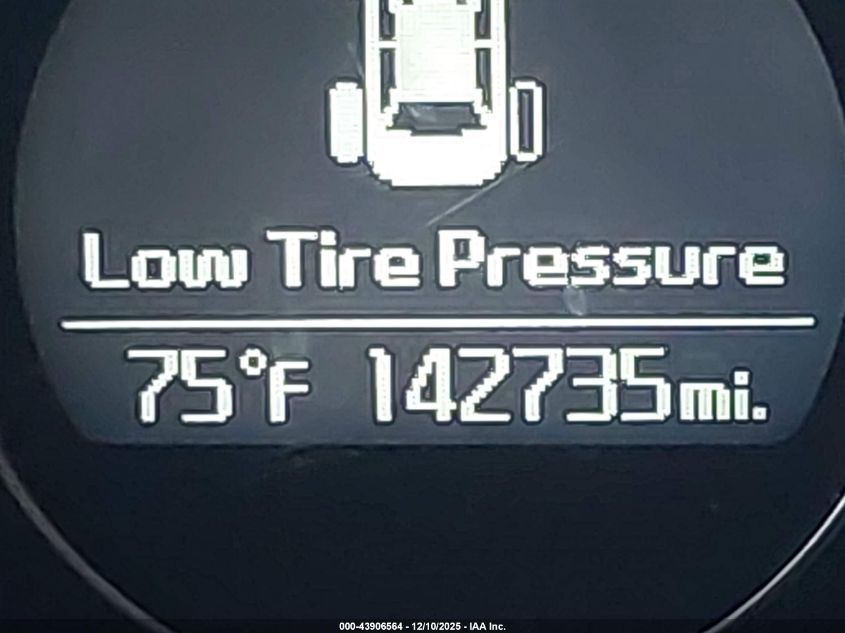 Low Tire Pressure
75°F 142735mi.
000-43906564 - 12/10/2025 - IAA Inc.